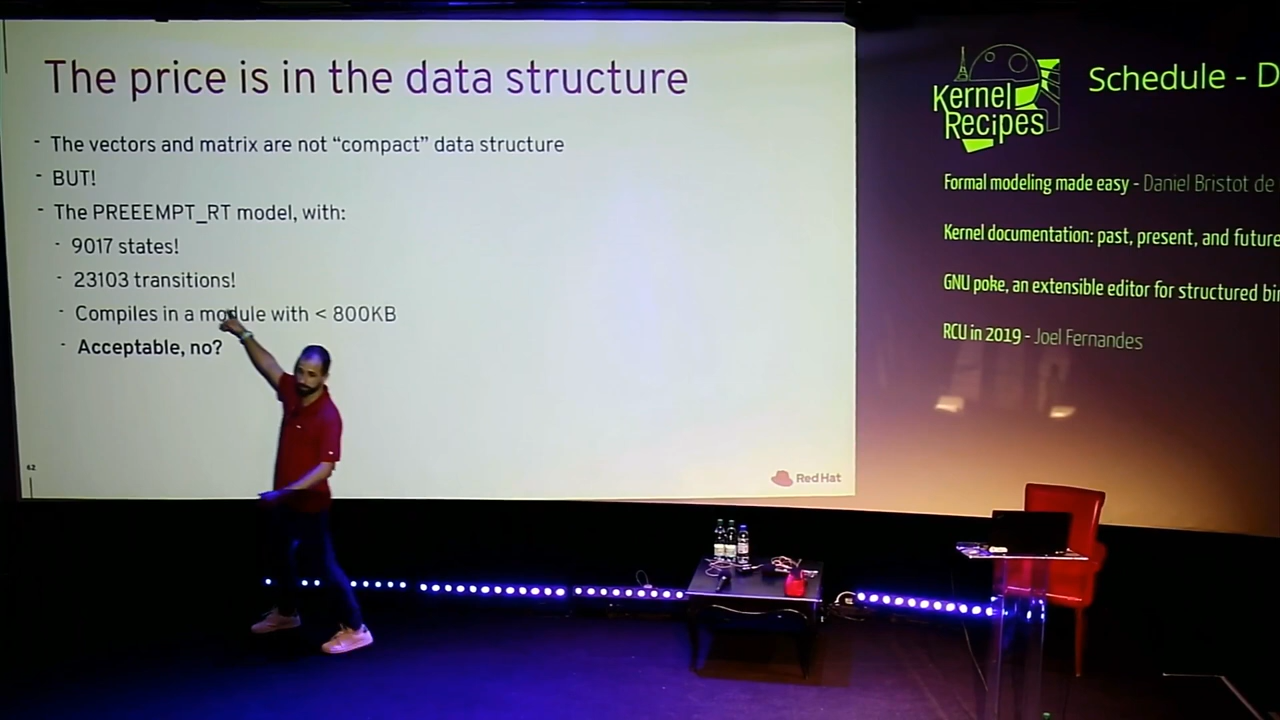 The price is in the data structure
- The vectors and matrix are not “compact” data structure
- BUT!
- The PREEEMPT_RT model, with:
- 9017 states!
- 23103 transitions!
- Compiles in a module with < 800KB
- Acceptable, no?
62
Red Hat
Kernel
Recipes
Schedule - D
Formal modeling made easy - Daniel Bristot de
Kernel documentation: past, present, and future
GNU poke, an extensible editor for structured bin
RCU in 2019 - Joel Fernandes